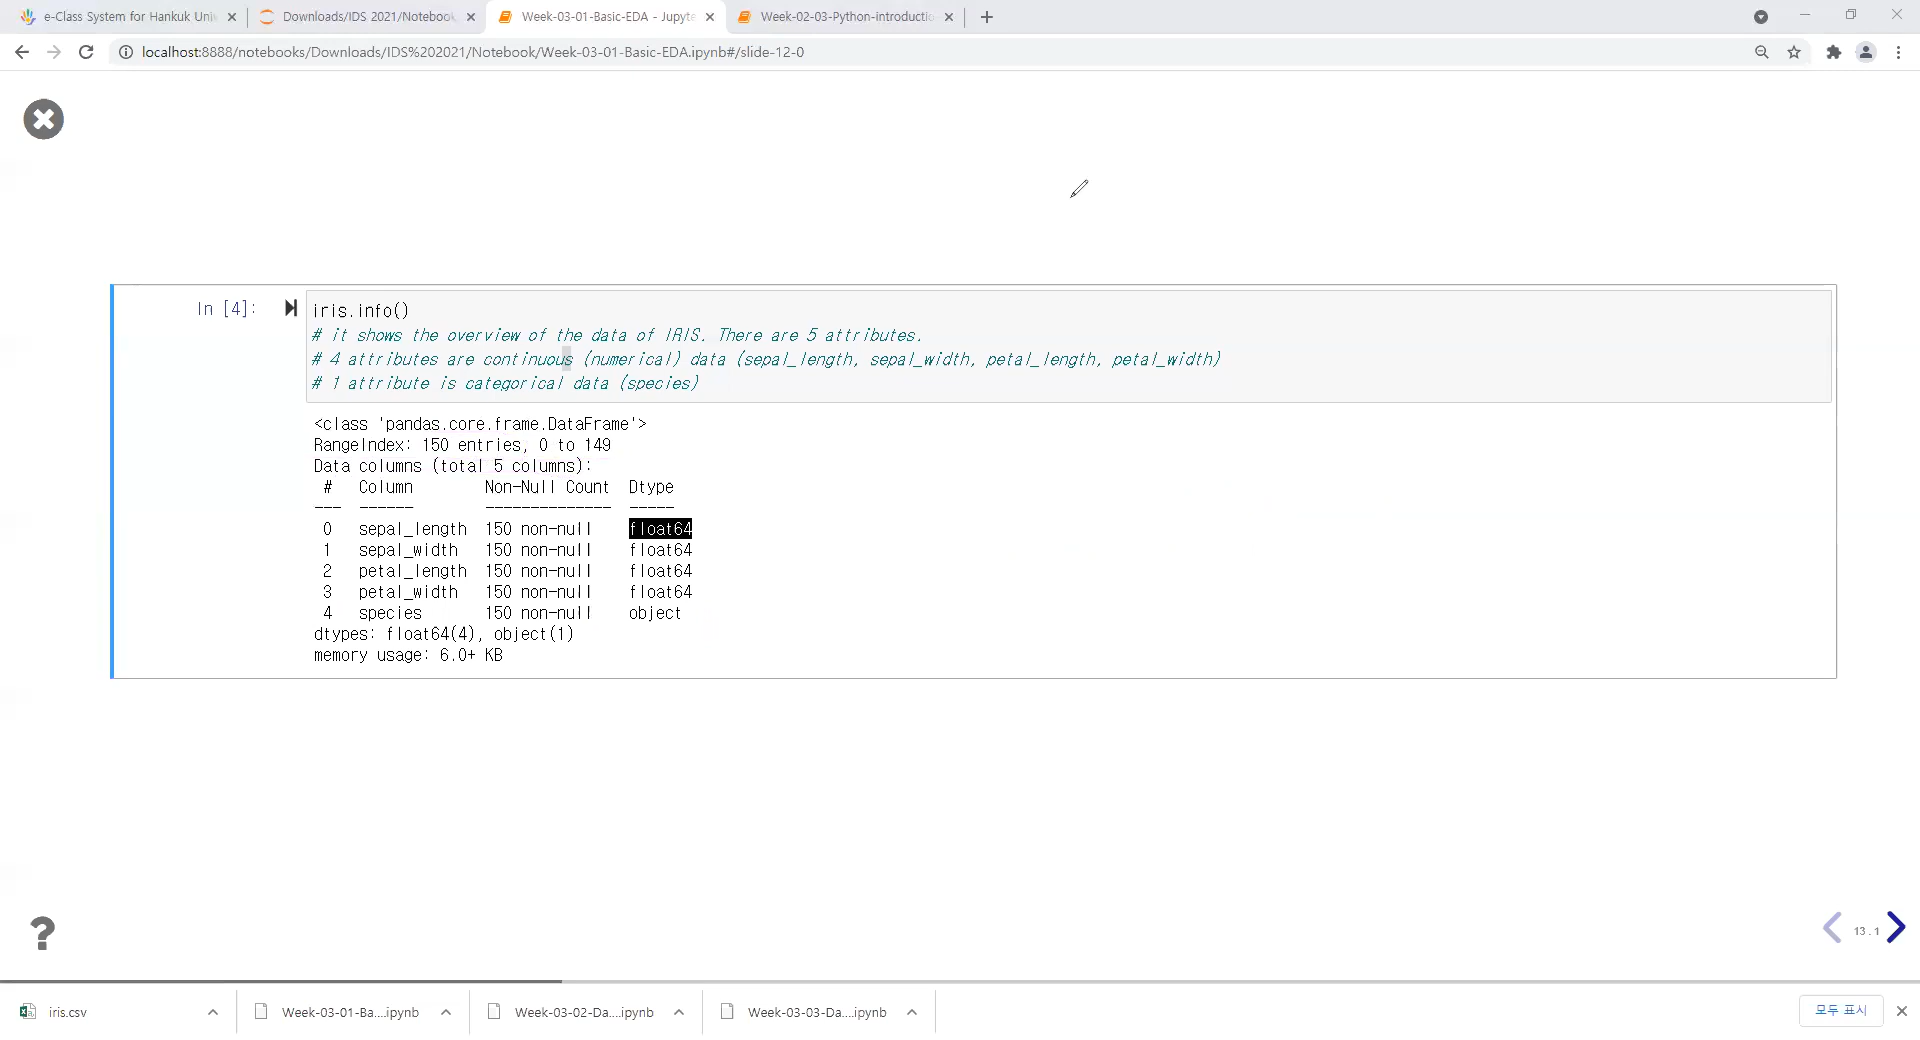 e-Class System for Hankuk Uni
Downloads/IDS 2021/Notebook
Week-03-01-Basic-EDA - Jupyte
Week-02-03-Python-introductio
localhost:8888/notebooks/Downloads/IDS%202021/Notebook/Week-03-01-Basic-EDA.ipynb#/slide-12-0
In [4]:
iris.info()
# it shows the overview of the data of IRIS. There are 5 attributes.
# 4 attributes are continuous (numerical) data (sepal_length, sepal_width, petal_length, petal_width)
# 1 attribute is categorical data (species)
<class 'pandas.core.frame.DataFrame'>
RangeIndex: 150 entries, 0 to 149
Data columns (total 5 columns):
# Column Non-Null Count Dtype
--- ------ -------------- -----
0 sepal_length 150 non-null float64
1 sepal_width 150 non-null float64
2 petal_length 150 non-null float64
3 petal_width 150 non-null float64
4 species 150 non-null object
dtypes: float64(4), object(1)
memory usage: 6.0+ KB
?
13.1
iris.csv
Week-03-01-Ba....ipynb
Week-03-02-Da....ipynb
Week-03-03-Da....ipynb
모두 표시